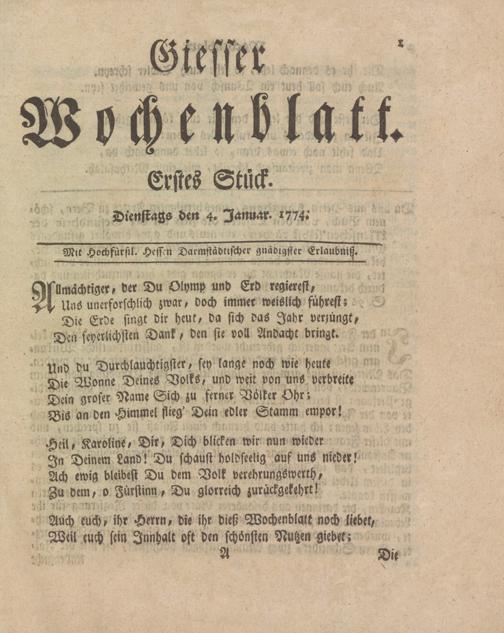 1
Giesser
Wochenblatt.
Erstes Stück.
Dienstags den 4. Januar. 1774.
Mit Hochfürstl. Hessen Darmstädtischer gnädigster Erlaubniß.
Allmächtiger, der Du Olymp und Erd regierest,
Uns unerforschlich zwar, doch immer weislich führest;
Die Erde singt dir heut, da sich das Jahr verjüngt,
Den feyerlichsten Dank, den sie voll Andacht bringt.
Und du Durchlauchtigster, sey lange noch wie heute
Die Wonne Deines Volks, und weit von uns verbreite
Dein groser Name Sich zu ferner Völker Ohr;
Bis an den Himmel stieg' Dein edler Stamm empor!
Heil, Karoline, Dir, Dich blicken wir nun wieder
In Deinem Land! Du schaust holdseelig auf uns nieder!
Ach ewig bleibest Du dem Volk verehrungswerth,
Zu dem, o Fürstinn, Du glorreich zurückgekehrt!
Auch euch, ihr Herrn, die ihr dieß Wochenblatt noch liebet,
Weil euch sein Innhalt oft den schönsten Nutzen giebet;
A
Die